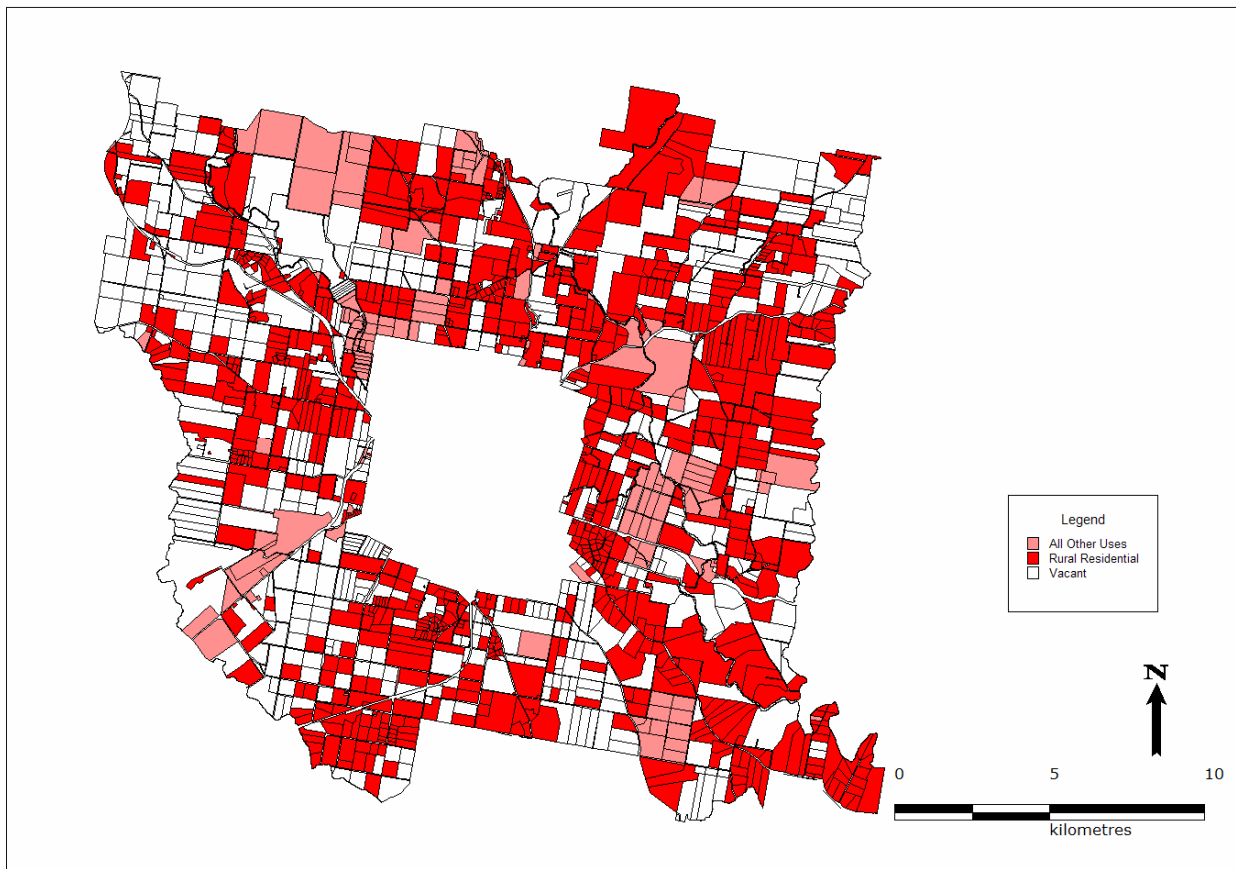 Legend
All Other Uses
Rural Residential
Vacant
N
0 5 10
kilometres